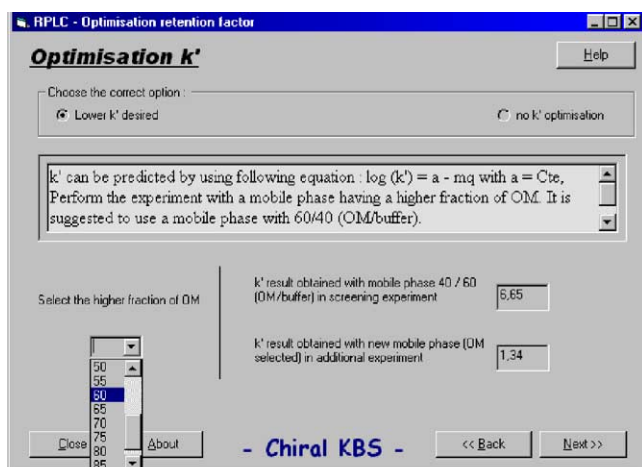 RPLC - Optimisation retention factor
Optimisation k'
Help
Choose the correct option :
Lower k' desired
no k' optimisation
k' can be predicted by using following equation : log (k') = a - mq with a = Cte,
Perform the experiment with a mobile phase having a higher fraction of OM. It is
suggested to use a mobile phase with 60/40 (OM/buffer).
Select the higher fraction of OM
k' result obtained with mobile phase 40 / 60
(OM/buffer) in screening experiment
6,65
k' result obtained with new mobile phase (OM
selected) in additional experiment
1,34
50
55
60
65
70
75
80
85
Close
About
- Chiral KBS -
<< Back
Next >>